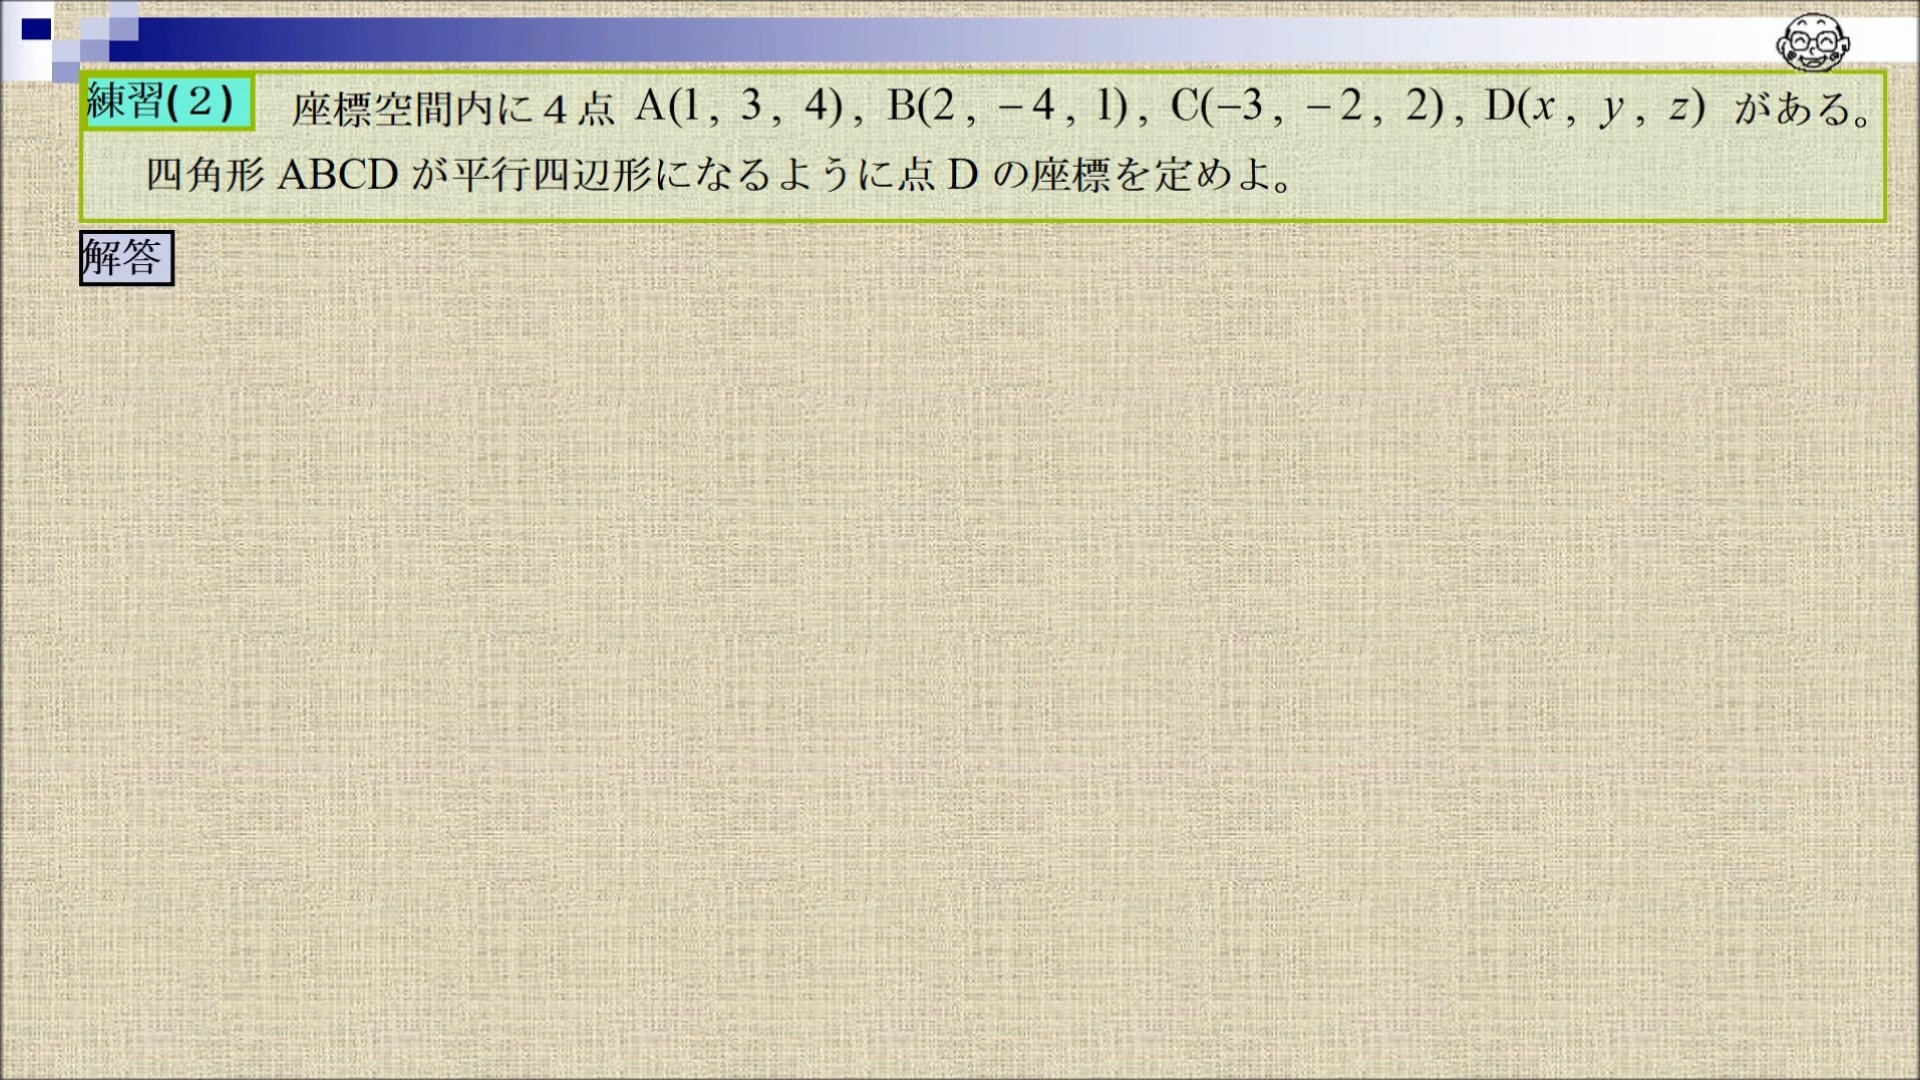 練習(２) 座標空間内に４点 A(1, 3, 4), B(2, −4, 1), C(−3, −2, 2), D(x, y, z) がある。
四角形 ABCD が平行四辺形になるように点 D の座標を定めよ。
解答